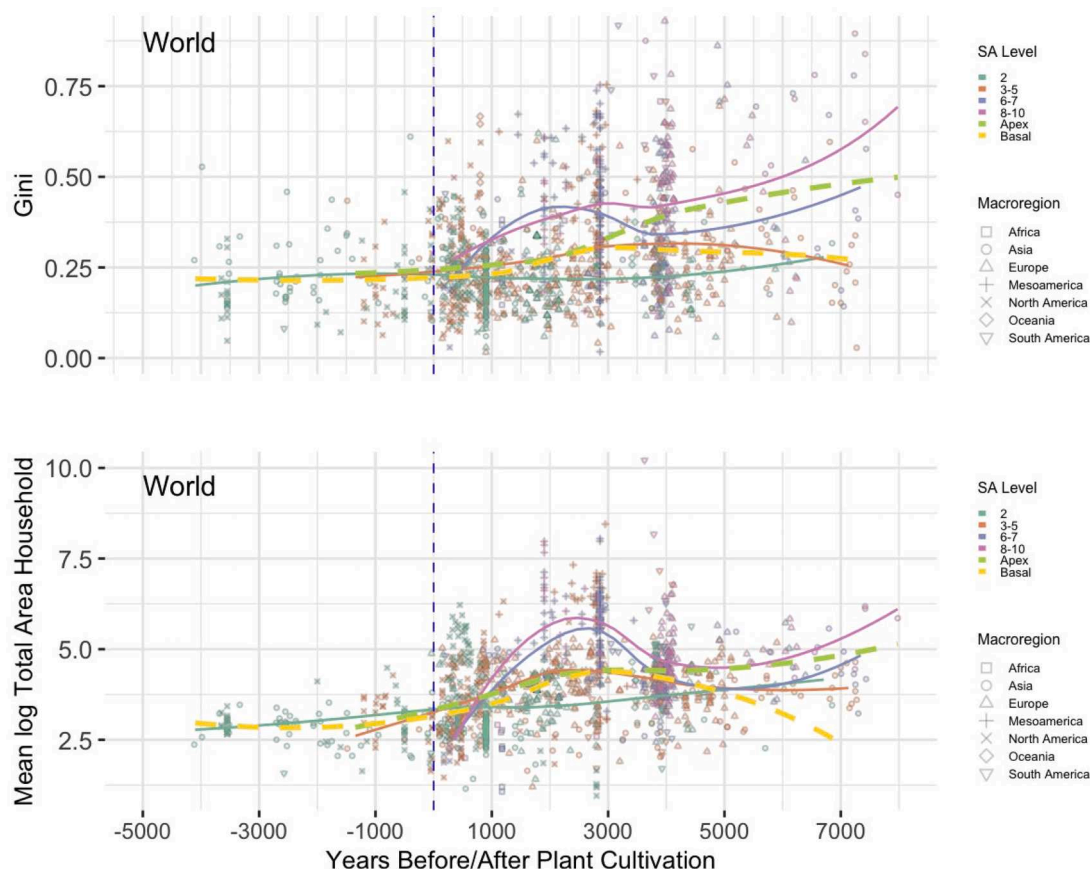 World
Gini
0.75
0.50
0.25
0.00
SA Level
2
3-5
6-7
8-10
Apex
Basal
Macroregion
Africa
Asia
Europe
Mesoamerica
North America
Oceania
South America
World
Mean log Total Area Household
10.0
7.5
5.0
2.5
SA Level
2
3-5
6-7
8-10
Apex
Basal
Macroregion
Africa
Asia
Europe
Mesoamerica
North America
Oceania
South America
-5000 -3000 -1000 1000 3000 5000 7000
Years Before/After Plant Cultivation